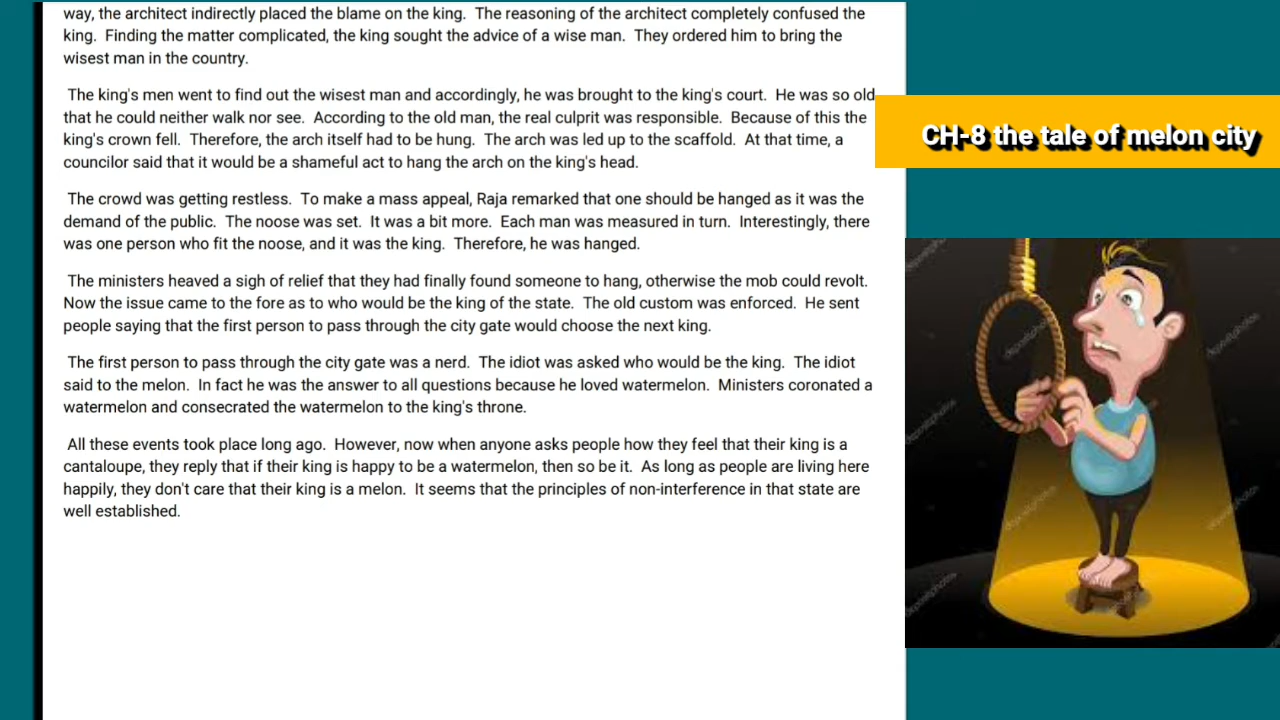 way, the architect indirectly placed the blame on the king. The reasoning of the architect completely confused the
king. Finding the matter complicated, the king sought the advice of a wise man. They ordered him to bring the
wisest man in the country.
The king's men went to find out the wisest man and accordingly, he was brought to the king's court. He was so old
that he could neither walk nor see. According to the old man, the real culprit was responsible. Because of this the
king's crown fell. Therefore, the arch itself had to be hung. The arch was led up to the scaffold. At that time, a
councilor said that it would be a shameful act to hang the arch on the king's head.
The crowd was getting restless. To make a mass appeal, Raja remarked that one should be hanged as it was the
demand of the public. The noose was set. It was a bit more. Each man was measured in turn. Interestingly, there
was one person who fit the noose, and it was the king. Therefore, he was hanged.
The ministers heaved a sigh of relief that they had finally found someone to hang, otherwise the mob could revolt.
Now the issue came to the fore as to who would be the king of the state. The old custom was enforced. He sent
people saying that the first person to pass through the city gate would choose the next king.
The first person to pass through the city gate was a nerd. The idiot was asked who would be the king. The idiot
said to the melon. In fact he was the answer to all questions because he loved watermelon. Ministers coronated a
watermelon and consecrated the watermelon to the king's throne.
All these events took place long ago. However, now when anyone asks people how they feel that their king is a
cantaloupe, they reply that if their king is happy to be a watermelon, then so be it. As long as people are living here
happily, they don't care that their king is a melon. It seems that the principles of non-interference in that state are
well established.
CH-8 the tale of melon city
depositphotos
depositphotos
depositphotos
depositphotos
depositphotos
depositphotos
depositphotos